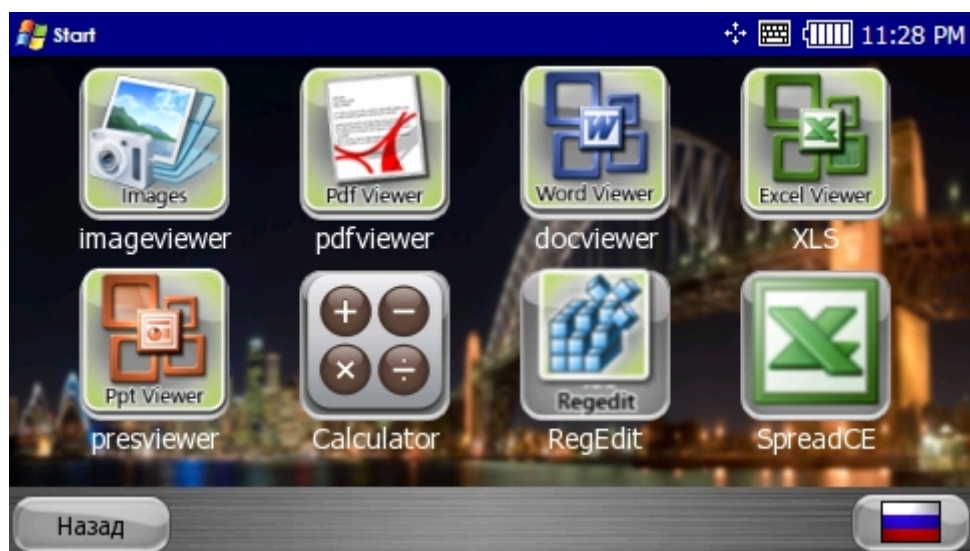 Start
11:28 PM
Images
Pdf Viewer
Word Viewer
Excel Viewer
imageviewer
pdfviewer
docviewer
XLS
Ppt Viewer
Regedit
presviewer
Calculator
RegEdit
SpreadCE
Назад